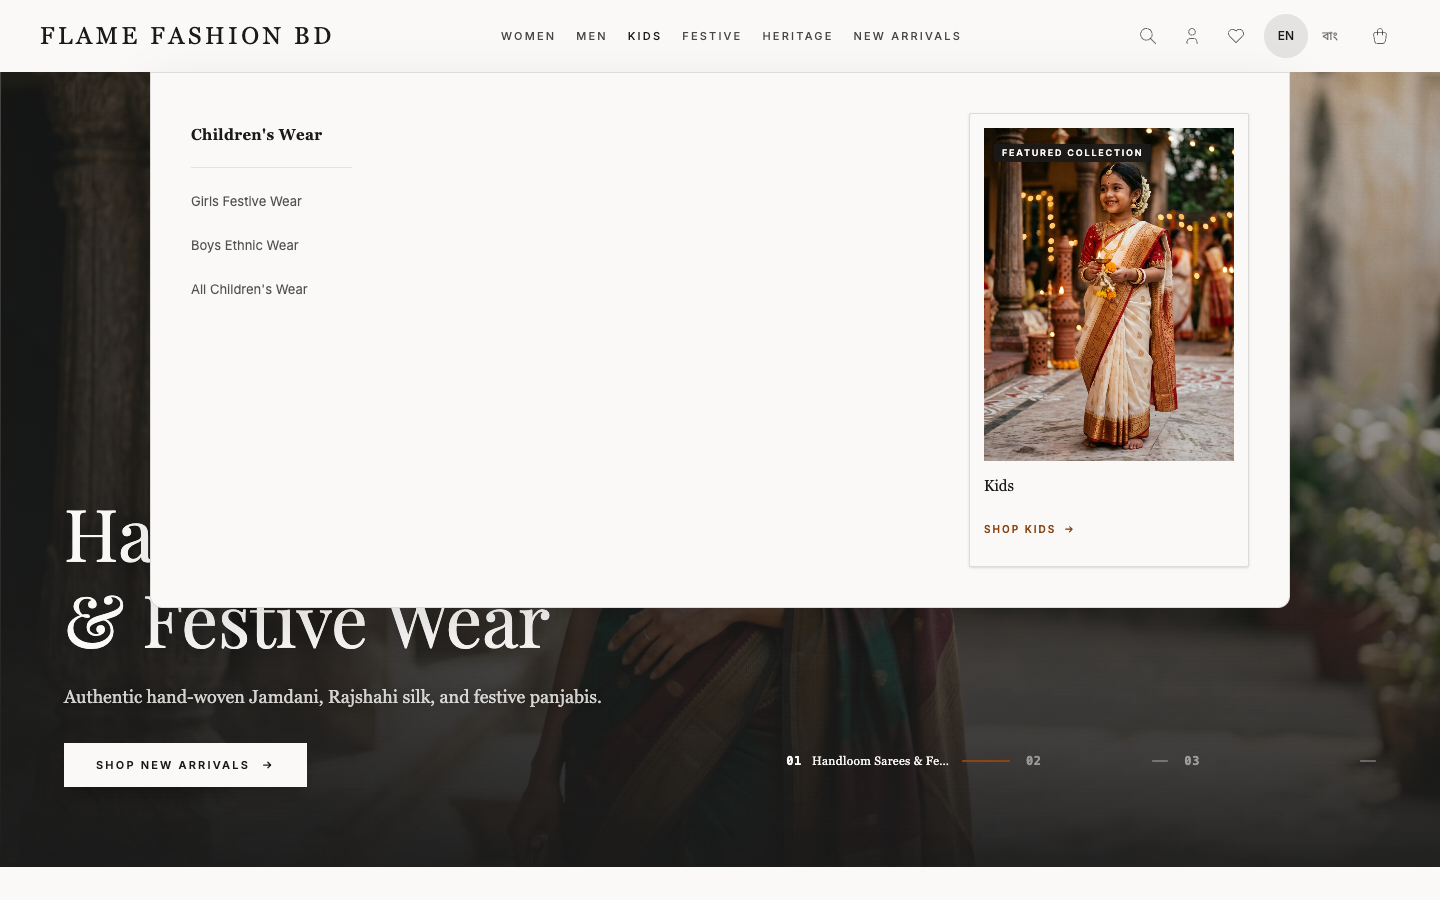 FLAME FASHION BD
WOMEN MEN KIDS FESTIVE HERITAGE NEW ARRIVALS
EN বাং
Children's Wear
Girls Festive Wear
Boys Ethnic Wear
All Children's Wear
FEATURED COLLECTION
Kids
SHOP KIDS →
Ha
& Festive Wear
Authentic hand-woven Jamdani, Rajshahi silk, and festive panjabis.
SHOP NEW ARRIVALS →
01 Handloom Sarees & Fe... 02 03